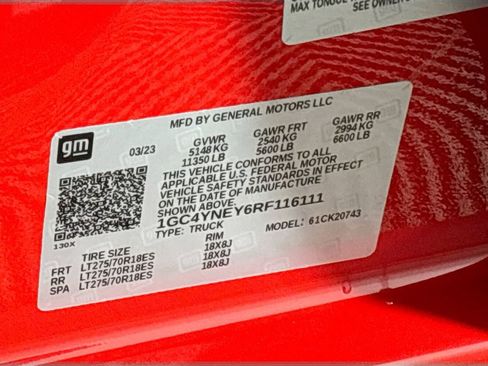 MAX TONGUE
SEE OWNER
MFD BY GENERAL MOTORS LLC
gm
03/23
GVWR
5148 KG
11350 LB
GAWR FRT
2540 KG
5600 LB
GAWR RR
2994 KG
6600 LB
THIS VEHICLE CONFORMS TO ALL
APPLICABLE U.S. FEDERAL MOTOR
VEHICLE SAFETY STANDARDS IN EFFECT
ON THE DATE OF MANUFACTURE
SHOWN ABOVE.
1GC4YNEY6RF116111
TYPE: TRUCK
MODEL: 61CK20743
130X
TIRE SIZE
RIM
FRT LT275/70R18ES 18X8J
RR LT275/70R18ES 18X8J
SPA LT275/70R18ES 18X8J